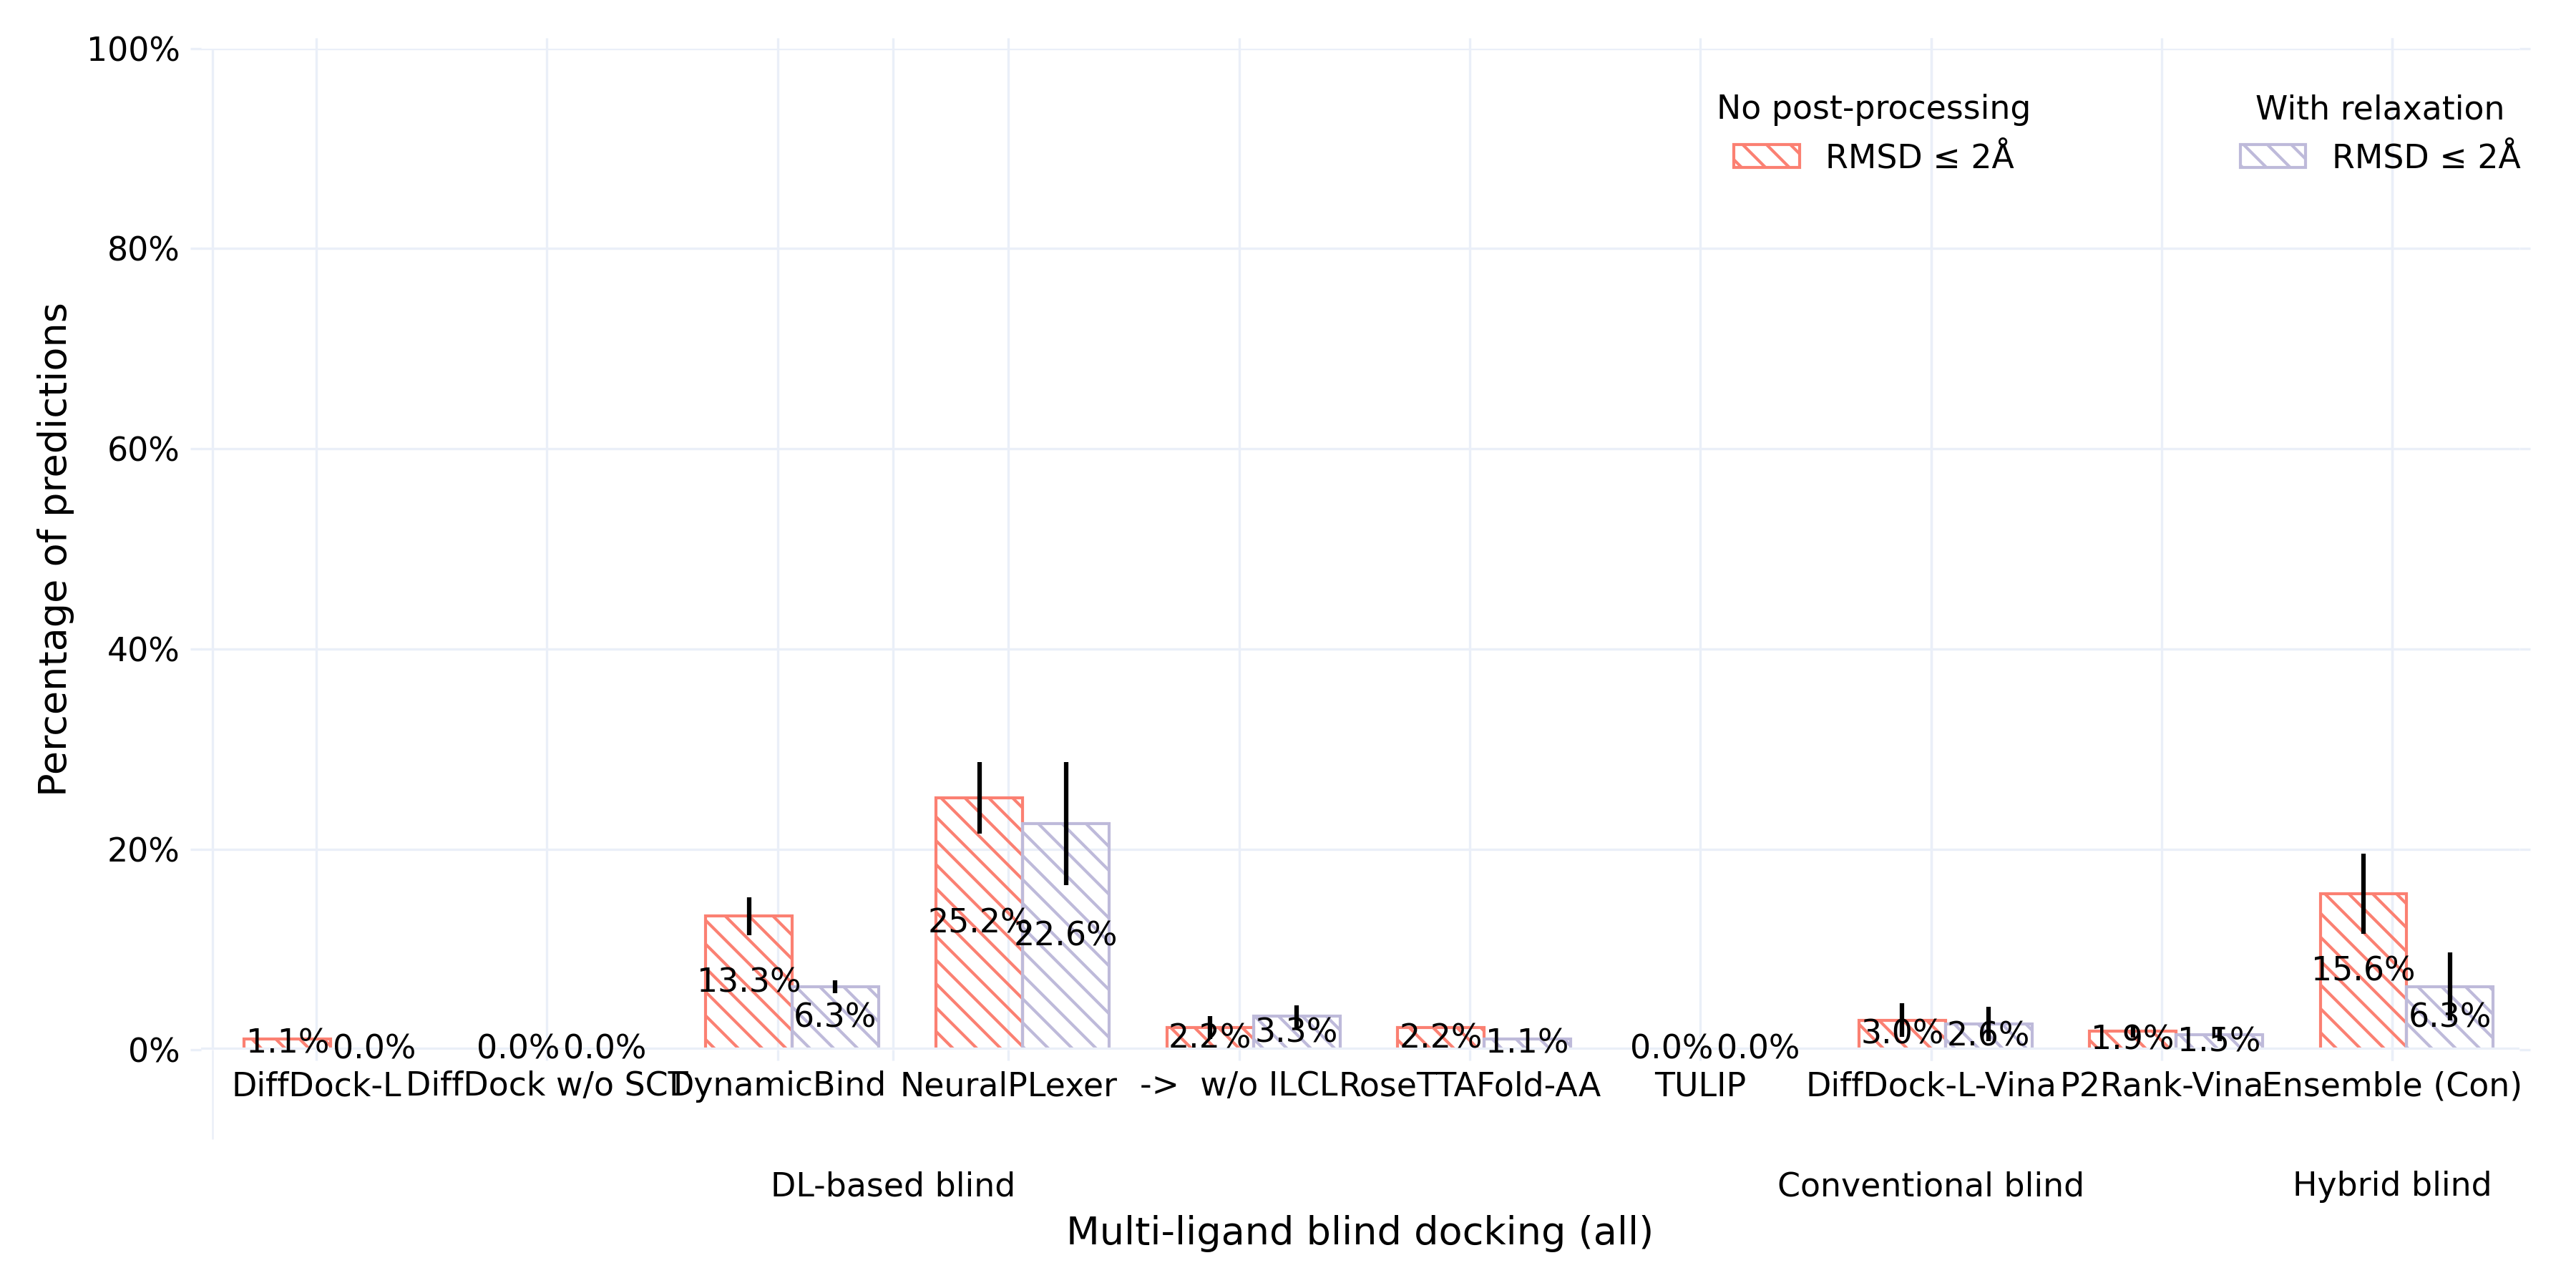 100%
No post-processing
With relaxation
RMSD ≤ 2Å
RMSD ≤ 2Å
80%
60%
40%
20%
0%
Percentage of predictions
1.1%
0.0%
0.0%
0.0%
13.3%
6.3%
25.2%
22.6%
2.2%
3.3%
2.2%
1.1%
0.0%
0.0%
3.0%
2.6%
1.9%
1.5%
15.6%
6.3%
DiffDock-L
DiffDock w/o SCT
DynamicBind
NeuralPLexer
-> w/o ILCL
RoseTTAFold-AA
TULIP
DiffDock-L-Vina
P2Rank-Vina
Ensemble (Con)
DL-based blind
Conventional blind
Hybrid blind
Multi-ligand blind docking (all)